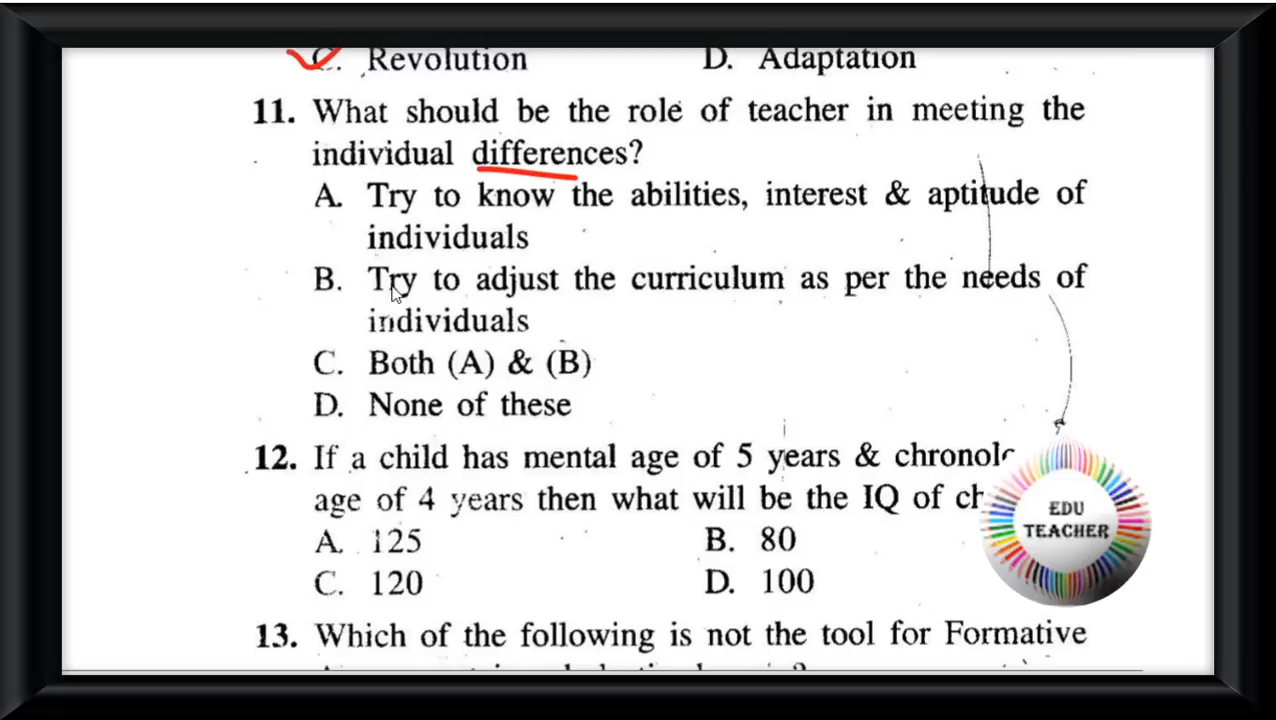 C. Revolution D. Adaptation
11. What should be the role of teacher in meeting the
individual differences?
A. Try to know the abilities, interest & aptitude of
individuals
B. Try to adjust the curriculum as per the needs of
individuals
C. Both (A) & (B)
D. None of these
12. If a child has mental age of 5 years &
age of 4 years then what will be the IQ of
A. 125 B. 80
C. 120 D. 100
EDU
TEACHER
13. Which of the following is not the tool for Formative